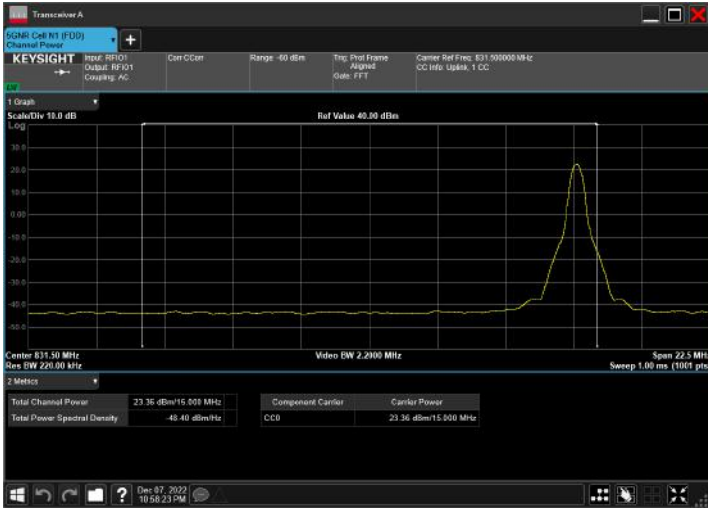 Transceiver A
5GNR Cell N1 (FDD)
Channel Power
+
KEYSIGHT
Input: RFIO1
Output: RFIO1
Coupling: AC
Corr CCorr
Range -60 dBm
Trig: Prot Frame
Aligned
Gate: FFT
Carrier Ref Freq: 831.500000 MHz
CC Info: Uplink, 1 CC
1 Graph
Scale/Div 10.0 dB
Ref Value 40.00 dBm
Log
30.0
20.0
10.0
0.00
-10.0
-20.0
-30.0
-40.0
-50.0
Center 831.50 MHz
Video BW 2.2000 MHz
Span 22.5 MHz
Res BW 220.00 kHz
Sweep 1.00 ms (1001 pts
2 Metrics
Total Channel Power 23.36 dBm/15.000 MHz
Total Power Spectral Density -48.40 dBm/Hz
Component Carrier Carrier Power
CC0 23.36 dBm/15.000 MHz
?
Dec 07, 2022
10:58:23 PM